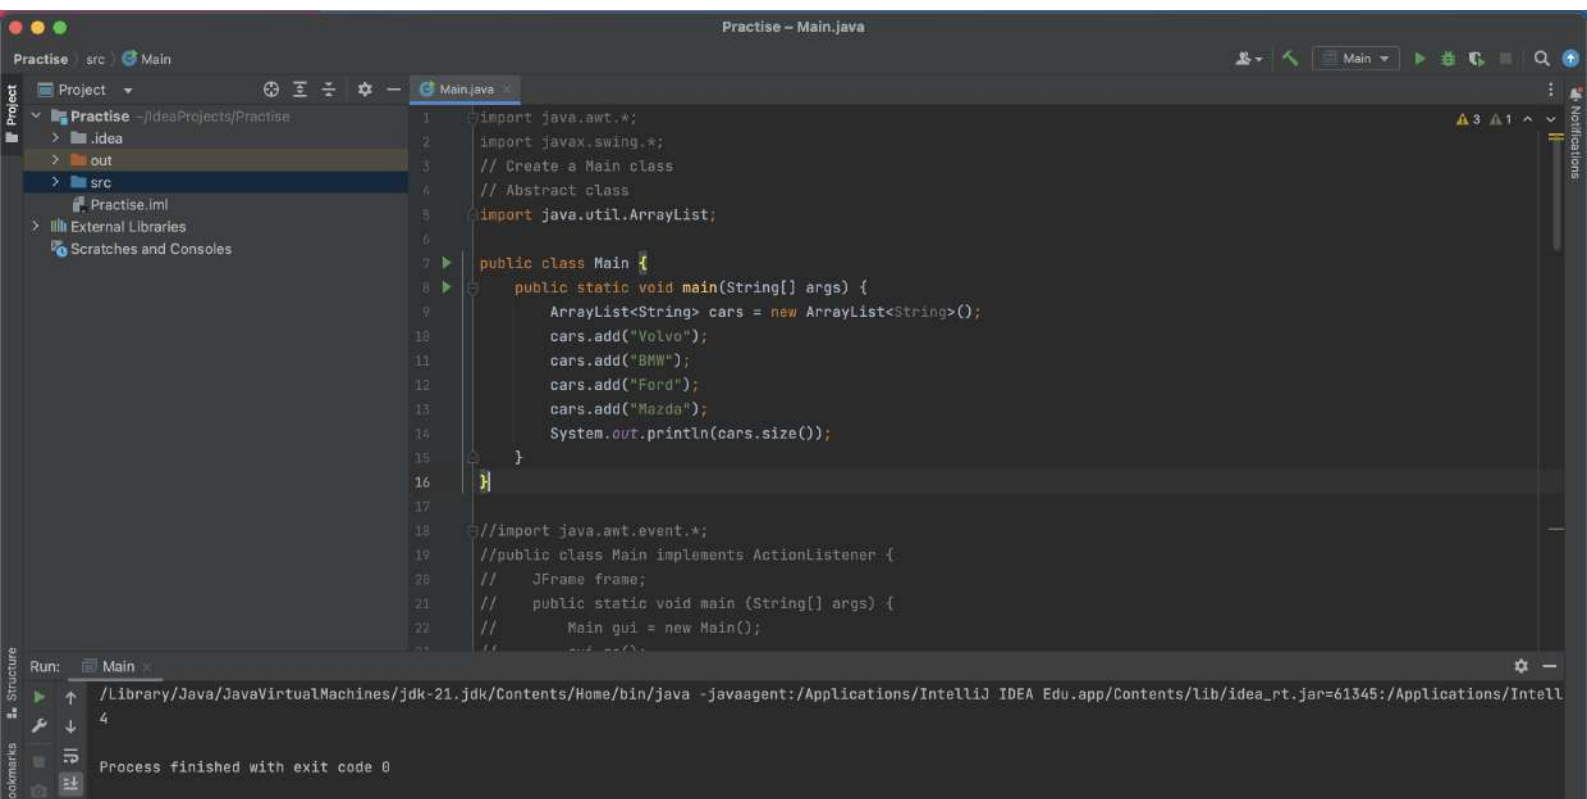 Practise – Main.java
Practise src Main
Main
Project
Project
Main.java
Notifications
3 1
Practise ~/IdeaProjects/Practise
.idea
out
src
Practise.iml
External Libraries
Scratches and Consoles
1 import java.awt.*;
2 import javax.swing.*;
3 // Create a Main class
4 // Abstract class
5 import java.util.ArrayList;
6
7 public class Main {
8 public static void main(String[] args) {
9 ArrayList<String> cars = new ArrayList<String>();
10 cars.add("Volvo");
11 cars.add("BMW");
12 cars.add("Ford");
13 cars.add("Mazda");
14 System.out.println(cars.size());
15 }
16 }
17
18 //import java.awt.event.*;
19 //public class Main implements ActionListener {
20 // JFrame frame;
21 // public static void main (String[] args) {
22 // Main gui = new Main();
Structure
Run: Main
/Library/Java/JavaVirtualMachines/jdk-21.jdk/Contents/Home/bin/java -javaagent:/Applications/IntelliJ IDEA Edu.app/Contents/lib/idea_rt.jar=61345:/Applications/Intell
4
Process finished with exit code 0
ookmarks